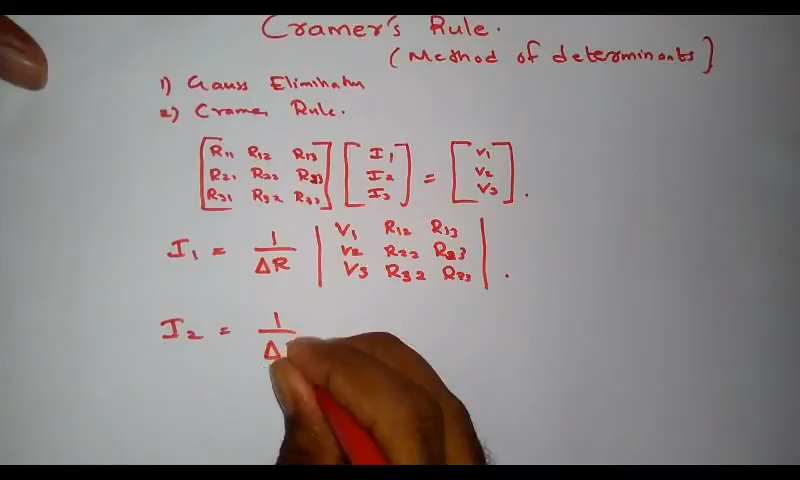 Cramer's Rule.
(Method of determinants)
1) Gauss Elimination
2) Cramer Rule.
[R11 R12 R13] [I1] = [V1]
[R21 R22 R23] [I2] [V2]
[R31 R32 R33] [I3] [V3].
I1 = 1/ΔR | V1 R12 R13 |
| V2 R22 R23 |
| V3 R32 R33 |.
I2 = 1/Δ